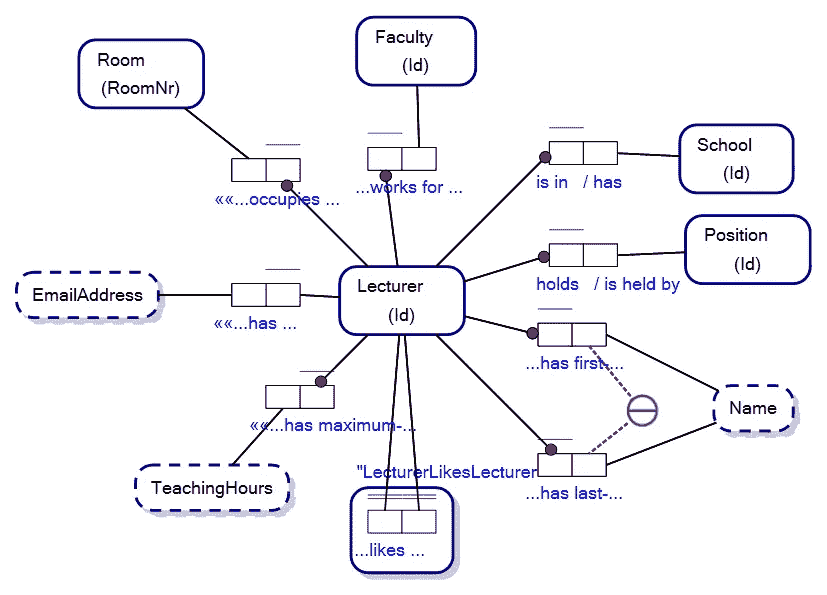 Faculty
(Id)
Room
(RoomNr)
School
(Id)
««...occupies ...
...works for ...
is in / has
Position
(Id)
EmailAddress
Lecturer
(Id)
holds / is held by
««...has ...
...has first-...
Name
««...has maximum-...
"LecturerLikesLecturer
...has last-...
TeachingHours
...likes ...